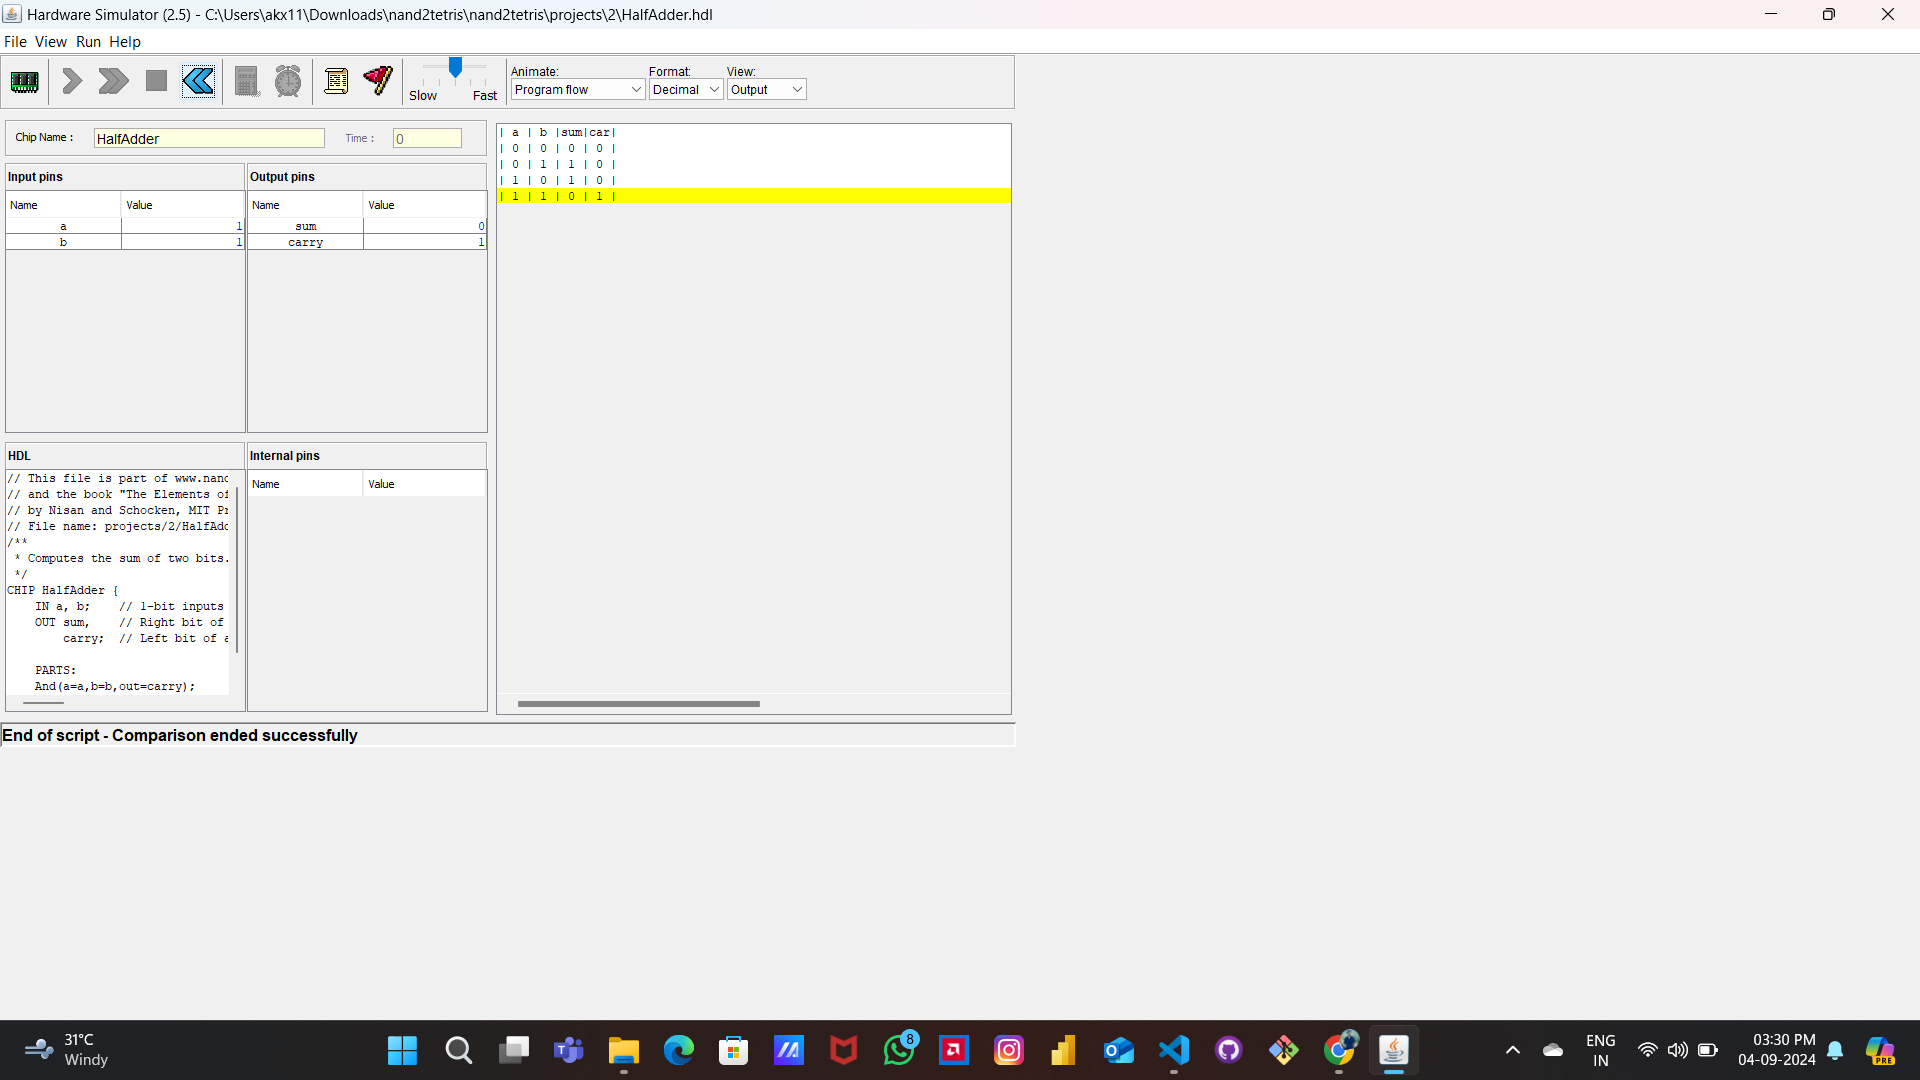 Hardware Simulator (2.5) - C:\Users\akx11\Downloads\nand2tetris\nand2tetris\projects\2\HalfAdder.hdl
File View Run Help
Slow Fast
Animate: Format: View:
Program flow Decimal Output
Chip Name : HalfAdder Time : 0
Input pins
Name Value
a 1
b 1
Output pins
Name Value
sum 0
carry 1
| a | b |sum|car|
| 0 | 0 | 0 | 0 |
| 0 | 1 | 1 | 0 |
| 1 | 0 | 1 | 0 |
| 1 | 1 | 0 | 1 |
HDL
// This file is part of www.nand
// and the book "The Elements of
// by Nisan and Schocken, MIT Pr
// File name: projects/2/HalfAdd
/**
* Computes the sum of two bits.
*/
CHIP HalfAdder {
IN a, b; // 1-bit inputs
OUT sum, // Right bit of
carry; // Left bit of a
PARTS:
And(a=a,b=b,out=carry);
Internal pins
Name Value
End of script - Comparison ended successfully
31°C
Windy
8
PRE
ENG
IN
03:30 PM
04-09-2024